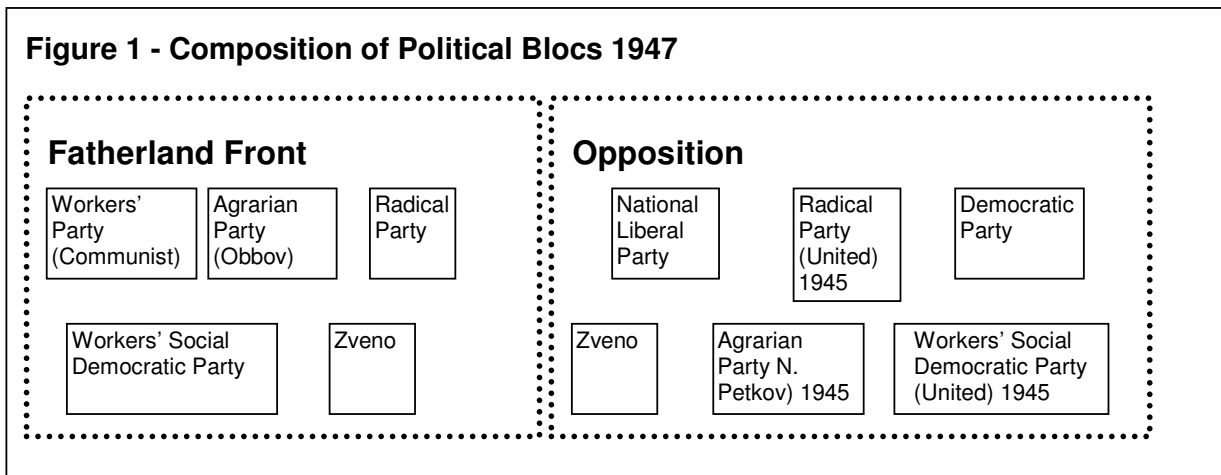 Figure 1 - Composition of Political Blocs 1947
Fatherland Front
Workers'
Party
(Communist)
Agrarian
Party
(Obbov)
Radical
Party
Workers' Social
Democratic Party
Zveno
Opposition
National
Liberal
Party
Radical
Party
(United)
1945
Democratic
Party
Zveno
Agrarian
Party N.
Petkov) 1945
Workers' Social
Democratic Party
(United) 1945